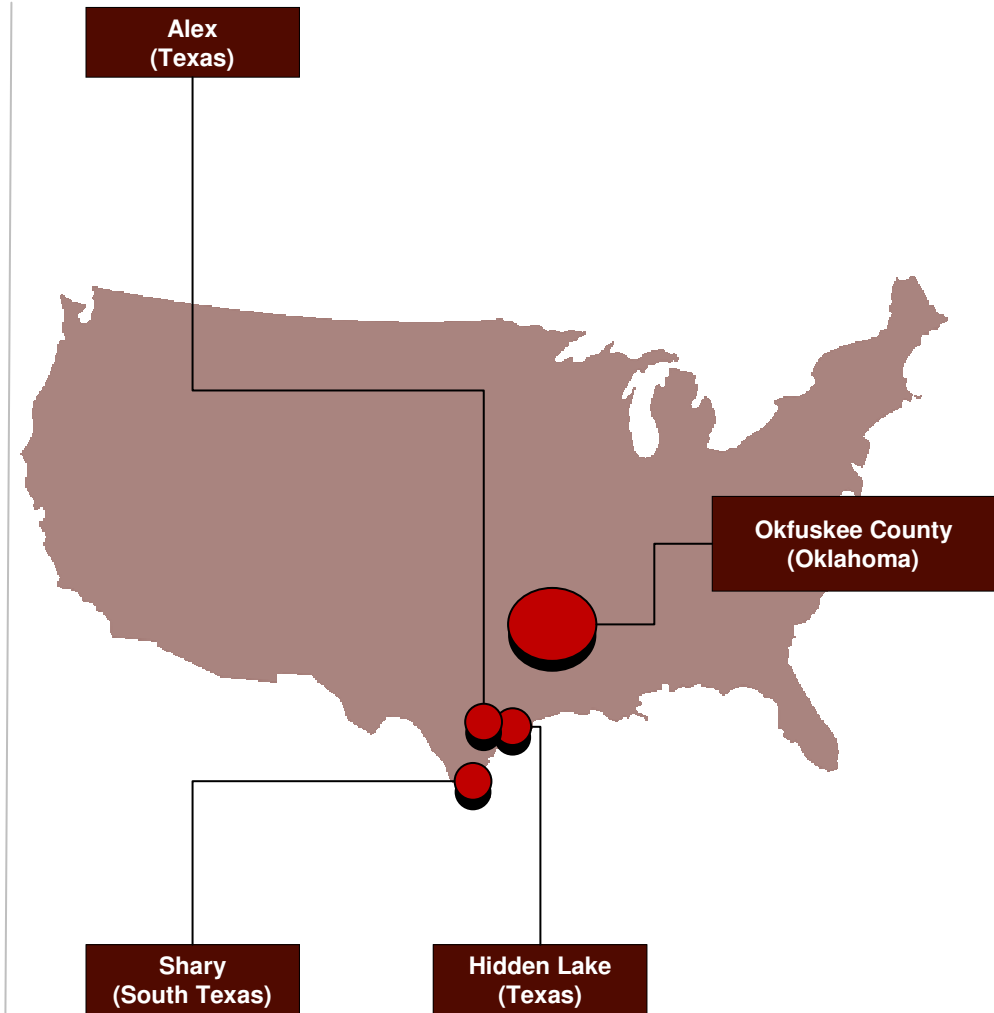 Alex
(Texas)
Okfuskee County
(Oklahoma)
Shary
(South Texas)
Hidden Lake
(Texas)